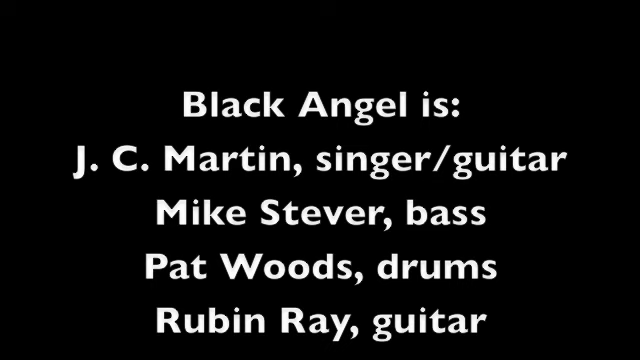 Black Angel is:
J. C. Martin, singer/guitar
Mike Stever, bass
Pat Woods, drums
Rubin Ray, guitar